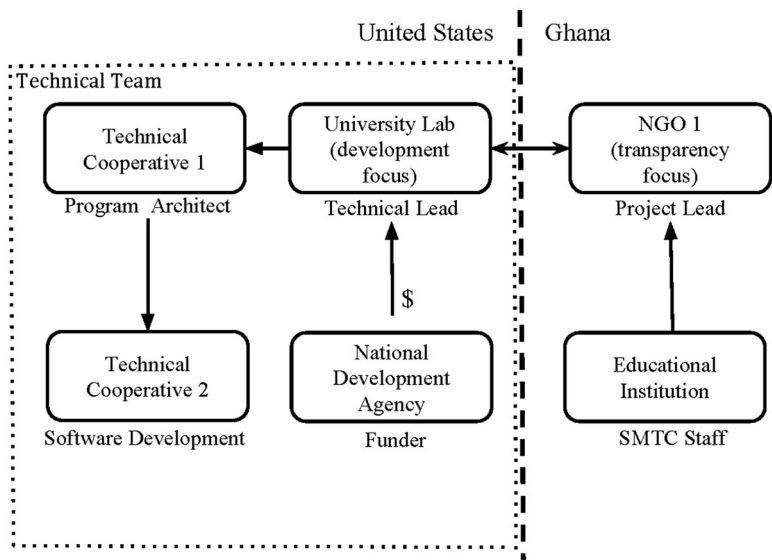 United States
Ghana
Technical Team
Technical
Cooperative 1
Program Architect
University Lab
(development
focus)
Technical Lead
NGO 1
(transparency
focus)
Project Lead
$
Technical
Cooperative 2
Software Development
National
Development
Agency
Funder
Educational
Institution
SMTC Staff